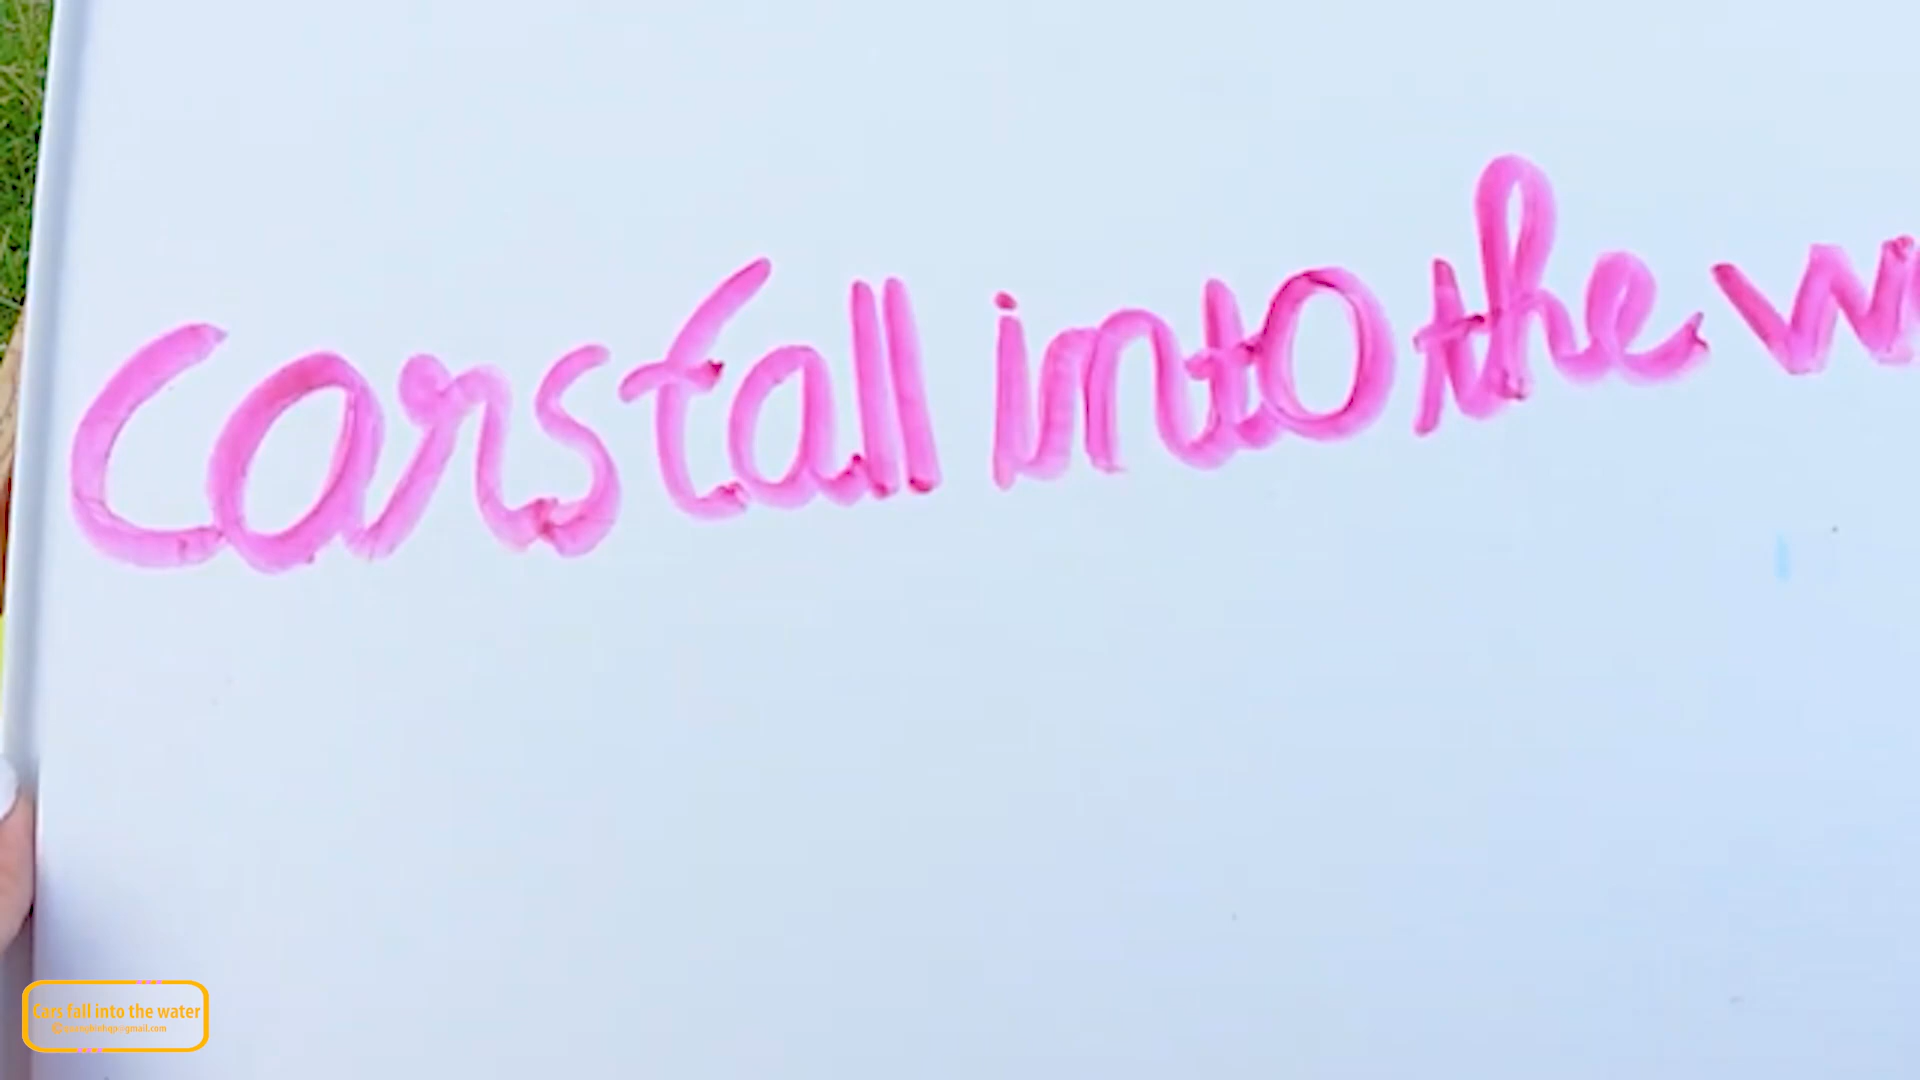 Cars fall into the w
Cars fall into the water